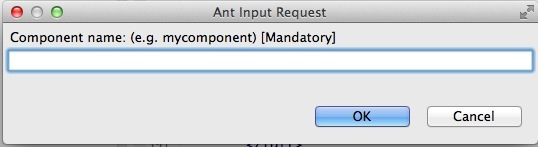 Ant Input Request
Component name: (e.g. mycomponent) [Mandatory]
OK
Cancel